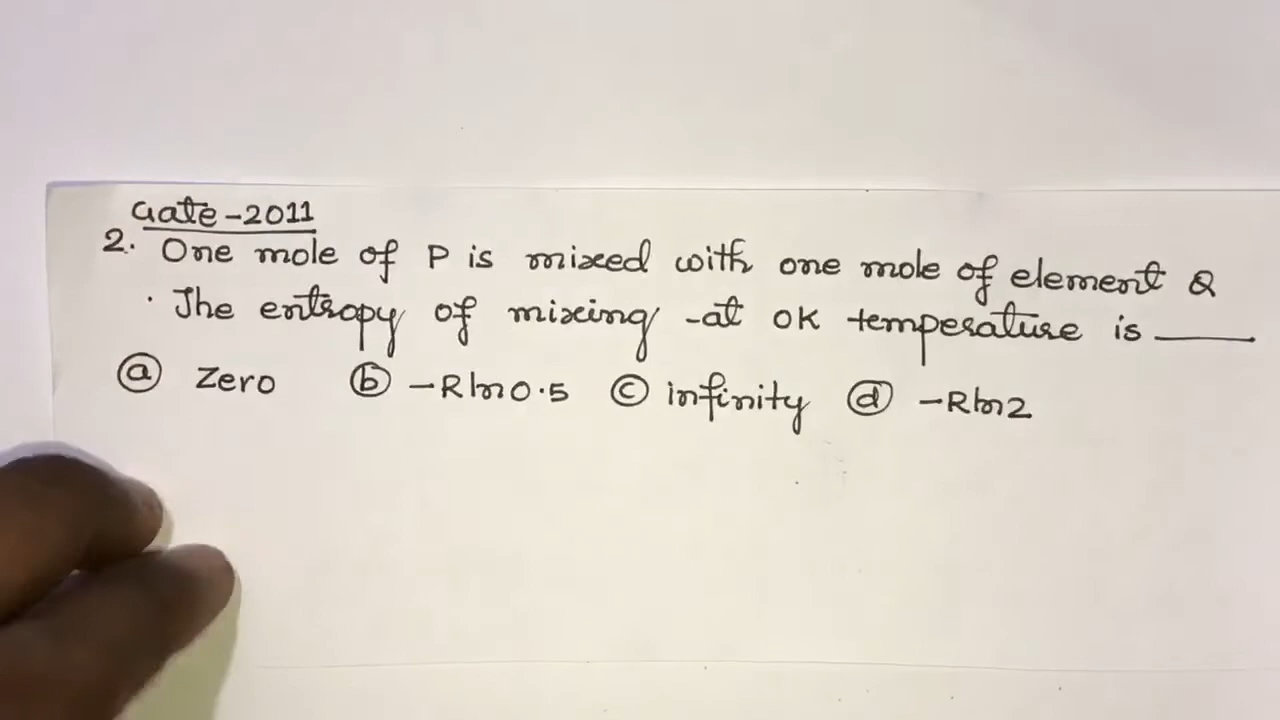 Gate-2011
2. One mole of P is mixed with one mole of element Q
. The entropy of mixing at 0K temperature is ____
(a) Zero (b) -Rln0.5 (c) infinity (d) -Rln2